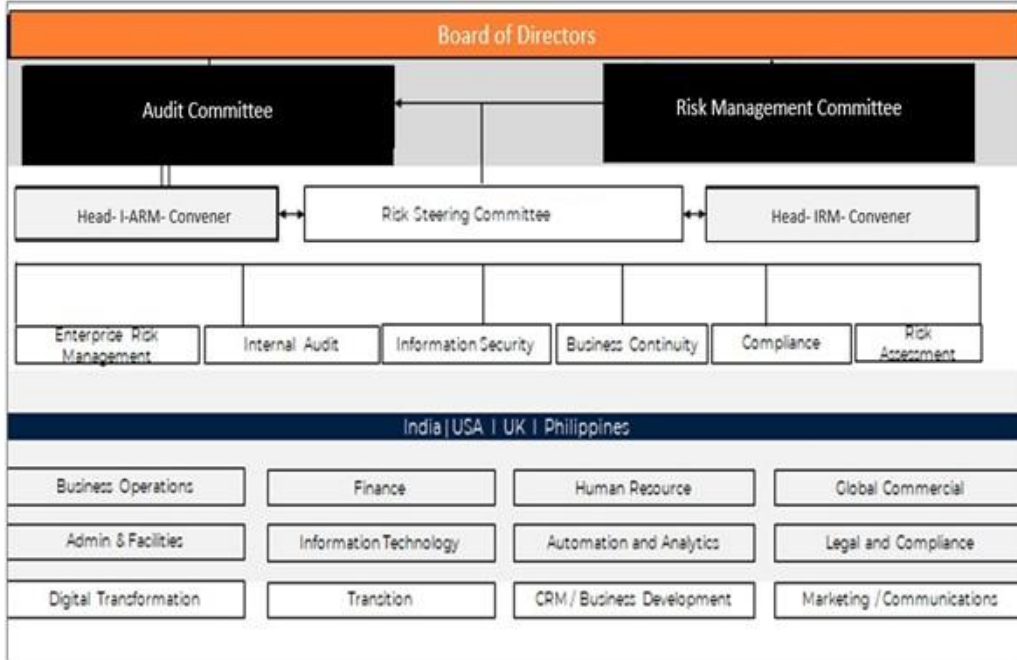 Board of Directors
Audit Committee
Risk Management Committee
Head- I-ARM- Convener
Risk Steering Committee
Head- IRM- Convener
Enterprise Risk
Management
Internal Audit
Information Security
Business Continuity
Compliance
Risk
Assessment
India | USA I UK I Philippines
Business Operations
Finance
Human Resource
Global Commercial
Admin & Facilities
Information Technology
Automation and Analytics
Legal and Compliance
Digital Transformation
Transition
CRM / Business Development
Marketing / Communications